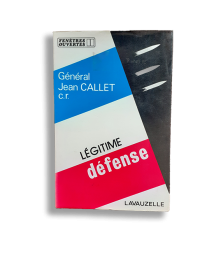 FENÊTRES
OUVERTES
Général
Jean CALLET
C.r.
LÉGITIME
défense
LAVAUZELLE